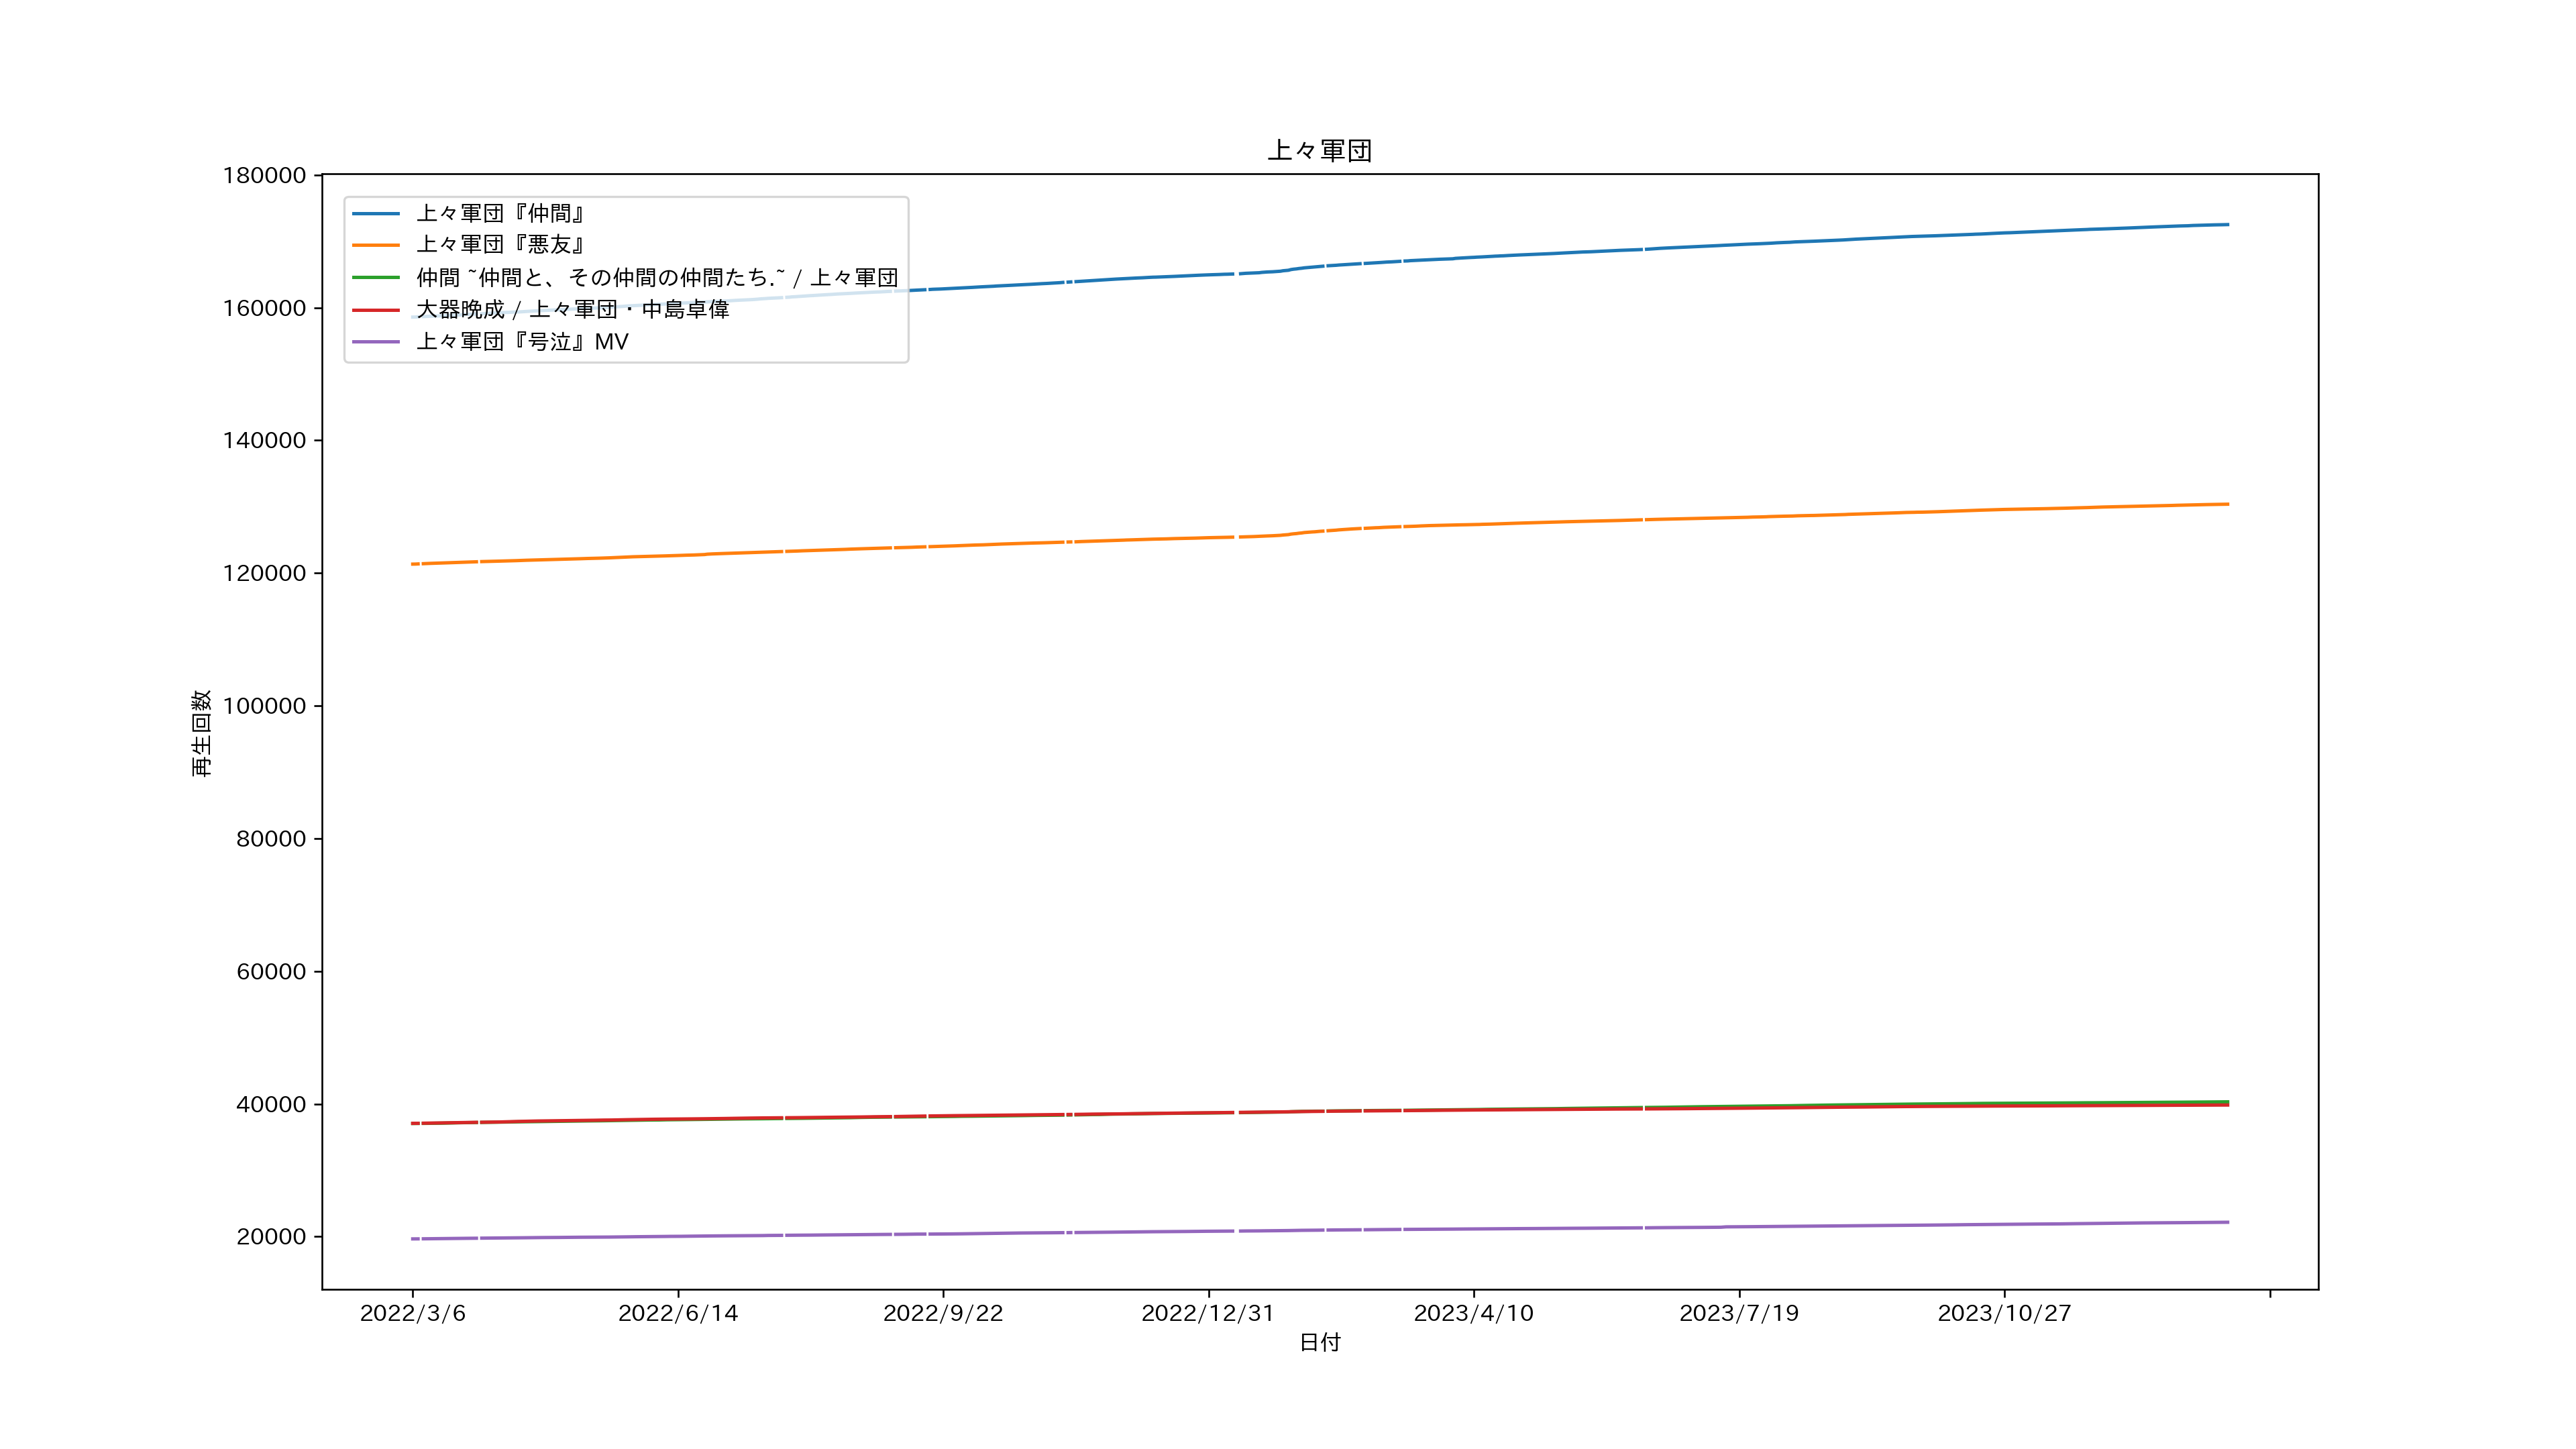 上々軍団
180000
160000
140000
120000
100000
80000
60000
40000
20000
再生回数
上々軍団『仲間』
上々軍団『悪友』
仲間 ~仲間と、その仲間の仲間たち.~ / 上々軍団
大器晩成 / 上々軍団・中島卓偉
上々軍団『号泣』MV
2022/3/6
2022/6/14
2022/9/22
2022/12/31
2023/4/10
2023/7/19
2023/10/27
日付